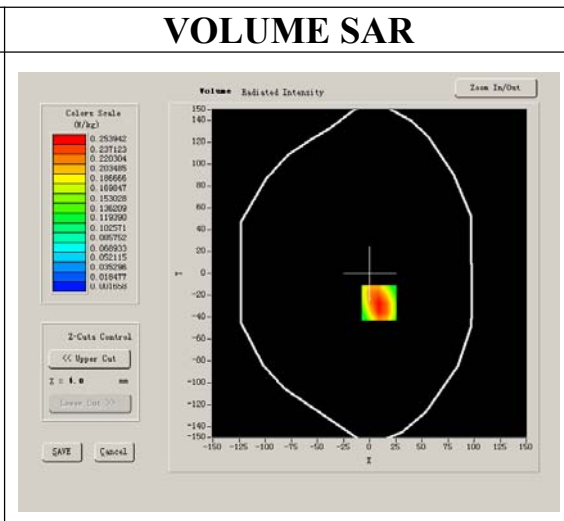 VOLUME SAR
Volume Radiated Intensity
Zoom In/Out
Colors Scale
(W/kg)
0.253942
0.237123
0.220304
0.203485
0.186666
0.169847
0.153028
0.136209
0.119390
0.102571
0.085752
0.068933
0.052115
0.035296
0.018477
0.001658
150
140
120
100
80
60
40
20
0
-20
-40
-60
-80
-100
-120
-140
-150
Y
-150 -125 -100 -75 -50 -25 0 25 50 75 100 125 150
X
Z-Cuts Control
<< Upper Cut
mm
Lower Cut >>
SAVE Cancel